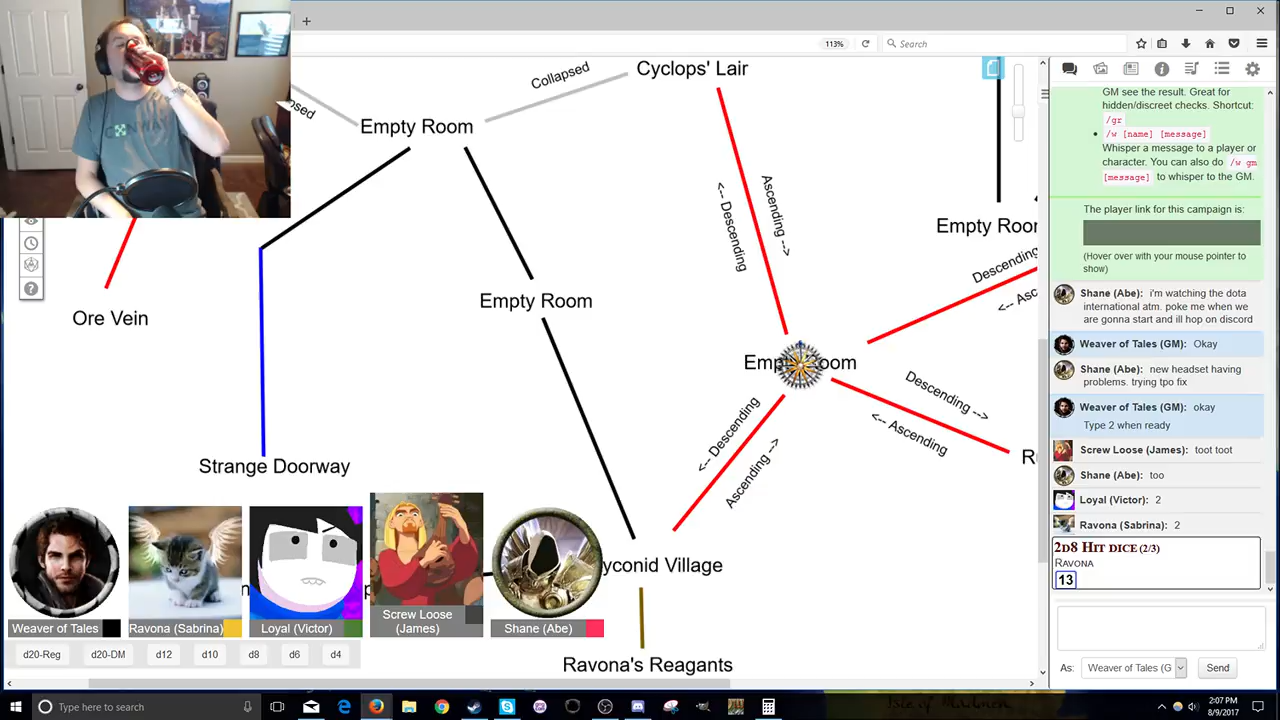 113%
Search
GM see the result. Great for
hidden/discreet checks. Shortcut:
/gr
/w [name] [message]
Whisper a message to a player or
character. You can also do /w gm
[message] to whisper to the GM.
The player link for this campaign is:
(Hover over with your mouse pointer to
show)
Shane (Abe): i'm watching the dota
international atm. poke me when we
are gonna start and ill hop on discord
Weaver of Tales (GM): Okay
Shane (Abe): new headset having
problems. trying tpo fix
Weaver of Tales (GM): okay
Type 2 when ready
Screw Loose (James): toot toot
Shane (Abe): too
Loyal (Victor): 2
Ravona (Sabrina): 2
2D8 HIT DICE (2/3)
RAVONA
13
As: Weaver of Tales (G
Send
Cyclops' Lair
Collapsed
Empty Room
Ascending -->
<-- Descending
Empty Roo
Descending
<-- Asc
Ore Vein
Empty Room
Empty Room
Descending -->
<-- Ascending
<-- Descending
Ascending -->
Strange Doorway
yconid Village
Ravona's Reagants
Weaver of Tales
Ravona (Sabrina)
Loyal (Victor)
Screw Loose
(James)
Shane (Abe)
d20-Reg
d20-DM
d12
d10
d8
d6
d4
Type here to search
2:07 PM
8/9/2017